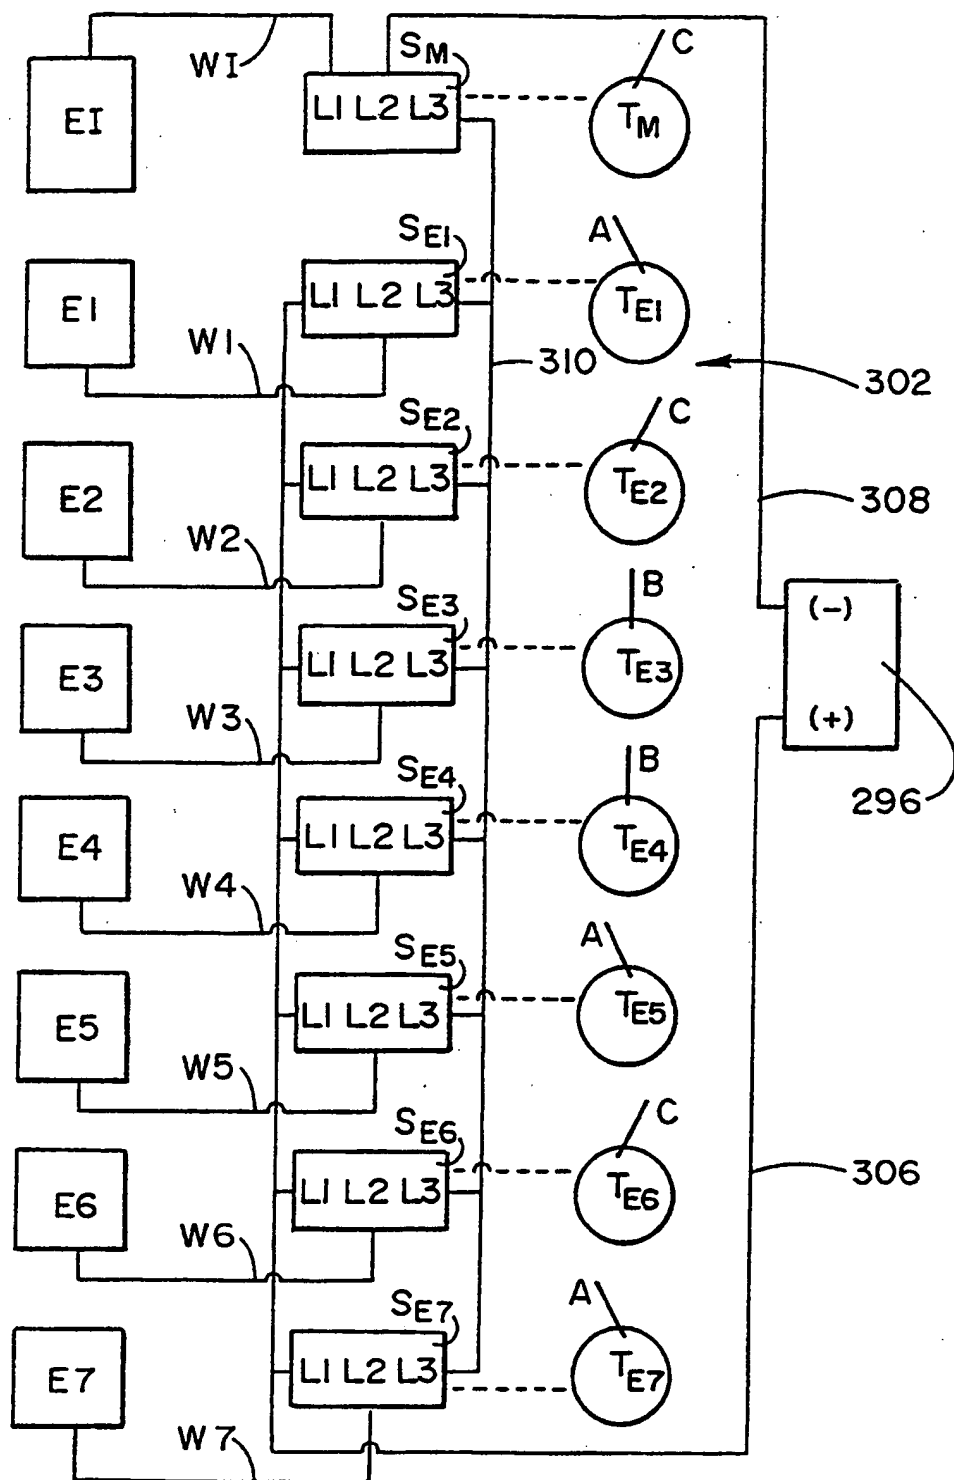 WI
SM
C
EI
L1 L2 L3
TM
SE1
A
E1
L1 L2 L3
TE1
W1
310
302
SE2
C
E2
L1 L2 L3
TE2
308
W2
B
SE3
(-)
E3
L1 L2 L3
TE3
W3
(+)
B
SE4
296
E4
L1 L2 L3
TE4
W4
A
SE5
E5
L1 L2 L3
TE5
W5
C
SE6
306
E6
L1 L2 L3
TE6
W6
A
SE7
E7
L1 L2 L3
TE7
W7